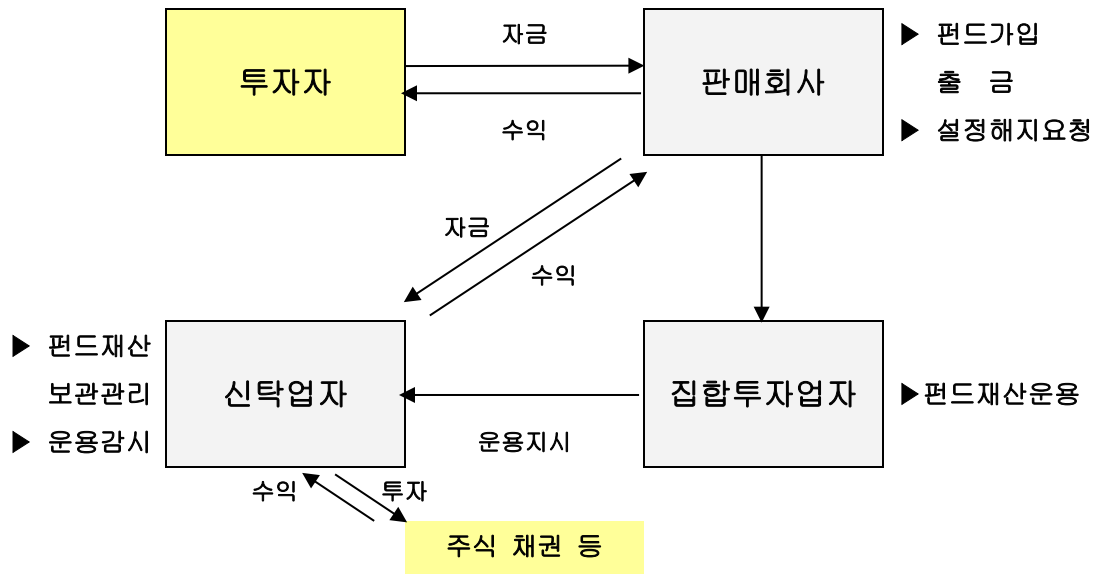 자금
투자자
판매회사
▶ 펀드가입
출 금
▶ 설정해지요청
수익
자금
수익
▶ 펀드재산
보관관리
▶ 운용감시
신탁업자
집합투자업자
▶펀드재산운용
운용지시
수익
투자
주식 채권 등